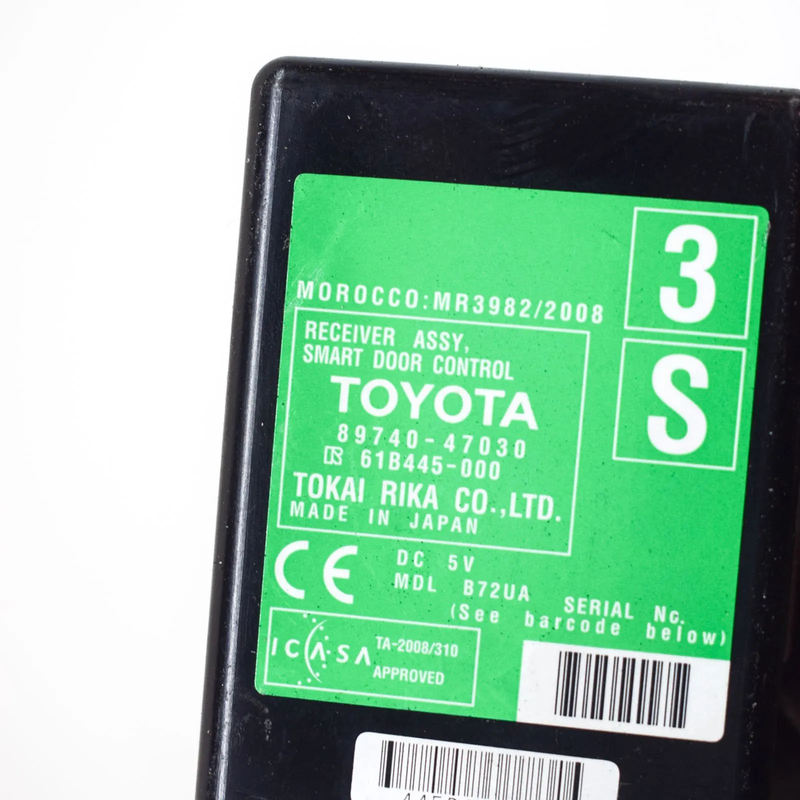 3
MOROCCO:MR3982/2008
S
RECEIVER ASSY,
SMART DOOR CONTROL
TOYOTA
89740-47030
61B445-000
TOKAI RIKA CO.,LTD.
MADE IN JAPAN
CE
DC 5V
MDL B72UA
SERIAL No.
(See barcode below)
ICASA
TA-2008/310
APPROVED